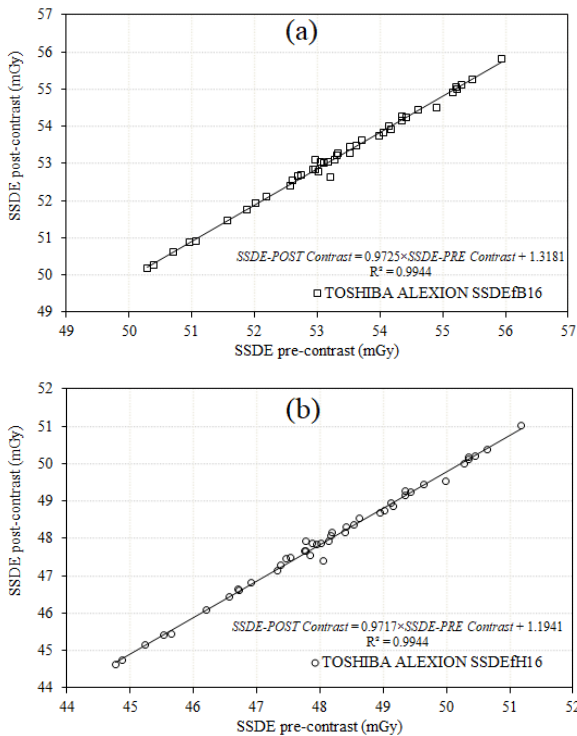 (a)
57
56
55
54
53
52
51
50
49
SSDE post-contrast (mGy)
SSDE-POST Contrast = 0.9725×SSDE-PRE Contrast + 1.3181
R² = 0.9944
TOSHIBA ALEXION SSDEfB16
49 50 51 52 53 54 55 56 57
SSDE pre-contrast (mGy)
(b)
52
51
50
49
48
47
46
45
44
SSDE post-contrast (mGy)
SSDE-POST Contrast = 0.9717×SSDE-PRE Contrast + 1.1941
R² = 0.9944
TOSHIBA ALEXION SSDEfH16
44 45 46 47 48 49 50 51 52
SSDE pre-contrast (mGy)